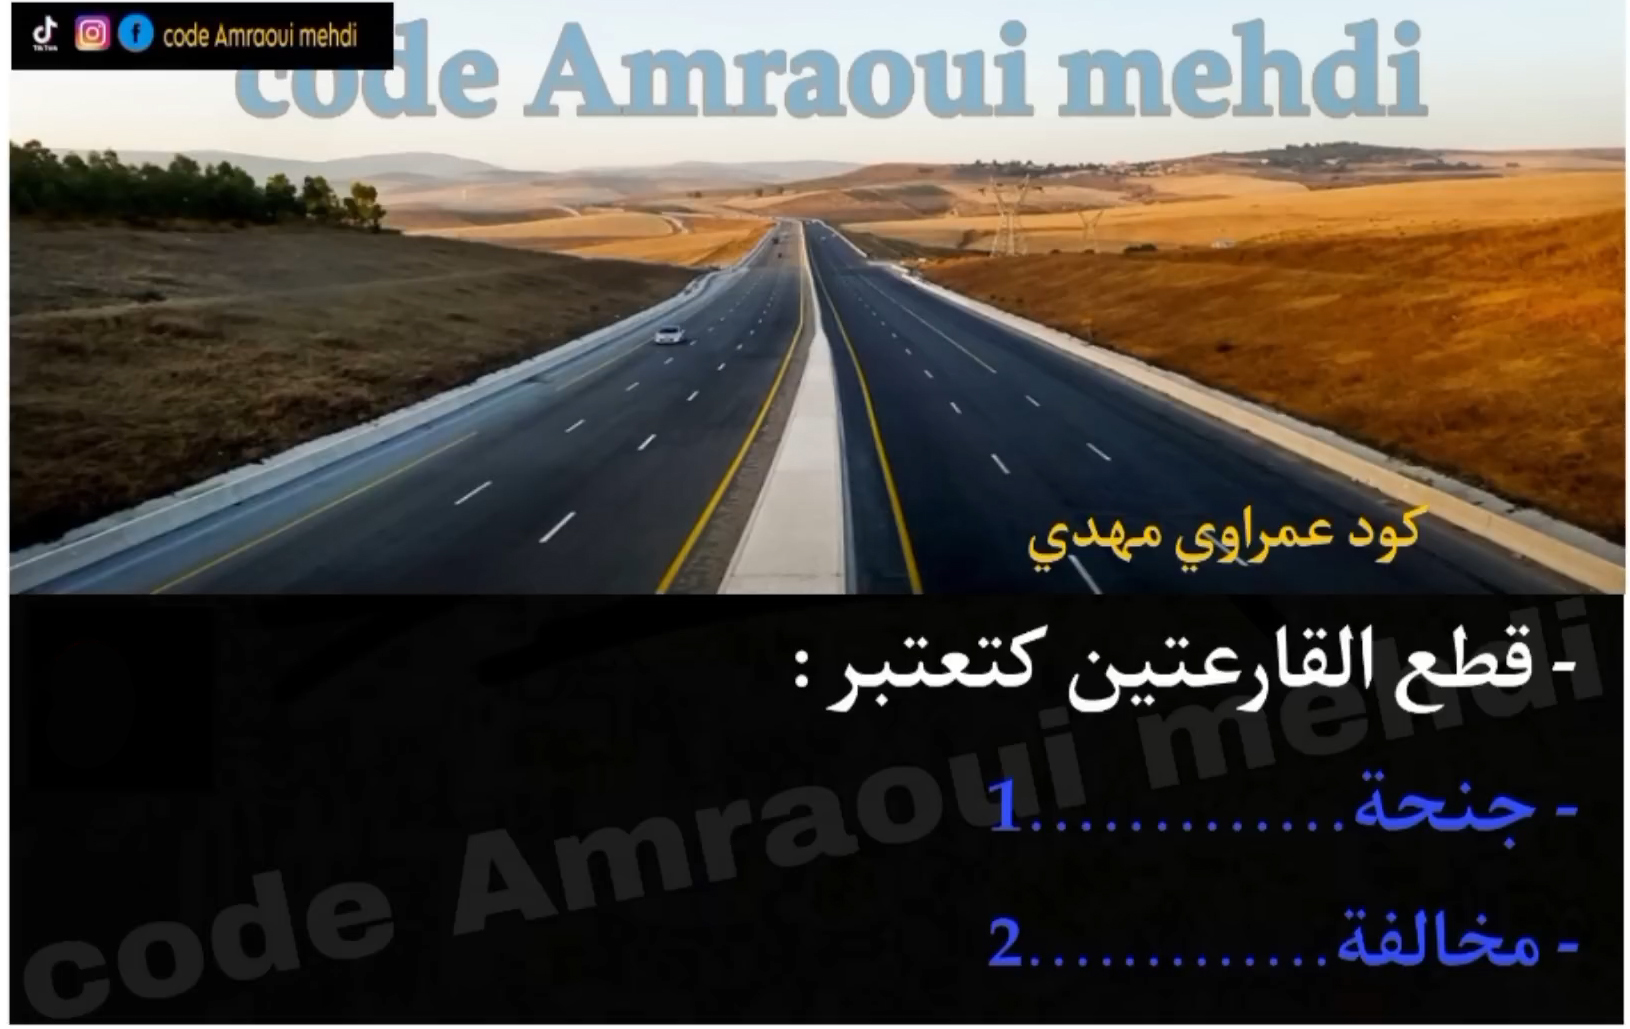 code Amraoui mehdi
code Amraoui mehdi
كود عمراوي مهدي
- قطع القارعتين كتعتبر :
- جنحة.............1
- مخالفة.............2
code Amraoui mehdi